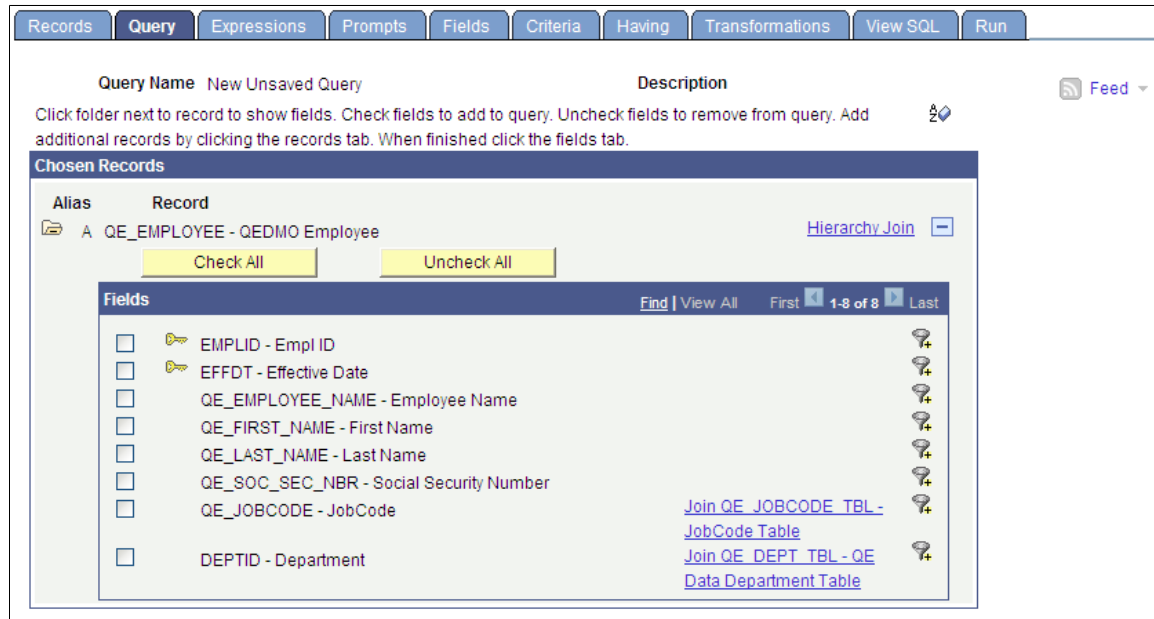 Records Query Expressions Prompts Fields Criteria Having Transformations View SQL Run
Query Name New Unsaved Query Description Feed
Click folder next to record to show fields. Check fields to add to query. Uncheck fields to remove from query. Add
additional records by clicking the records tab. When finished click the fields tab.
Chosen Records
Alias Record
A QE_EMPLOYEE - QEDMO Employee Hierarchy Join
Check All Uncheck All
Fields Find | View All First 1-8 of 8 Last
EMPLID - Empl ID
EFFDT - Effective Date
QE_EMPLOYEE_NAME - Employee Name
QE_FIRST_NAME - First Name
QE_LAST_NAME - Last Name
QE_SOC_SEC_NBR - Social Security Number
QE_JOBCODE - JobCode Join QE_JOBCODE_TBL -
JobCode Table
DEPTID - Department Join QE_DEPT_TBL - QE
Data Department Table